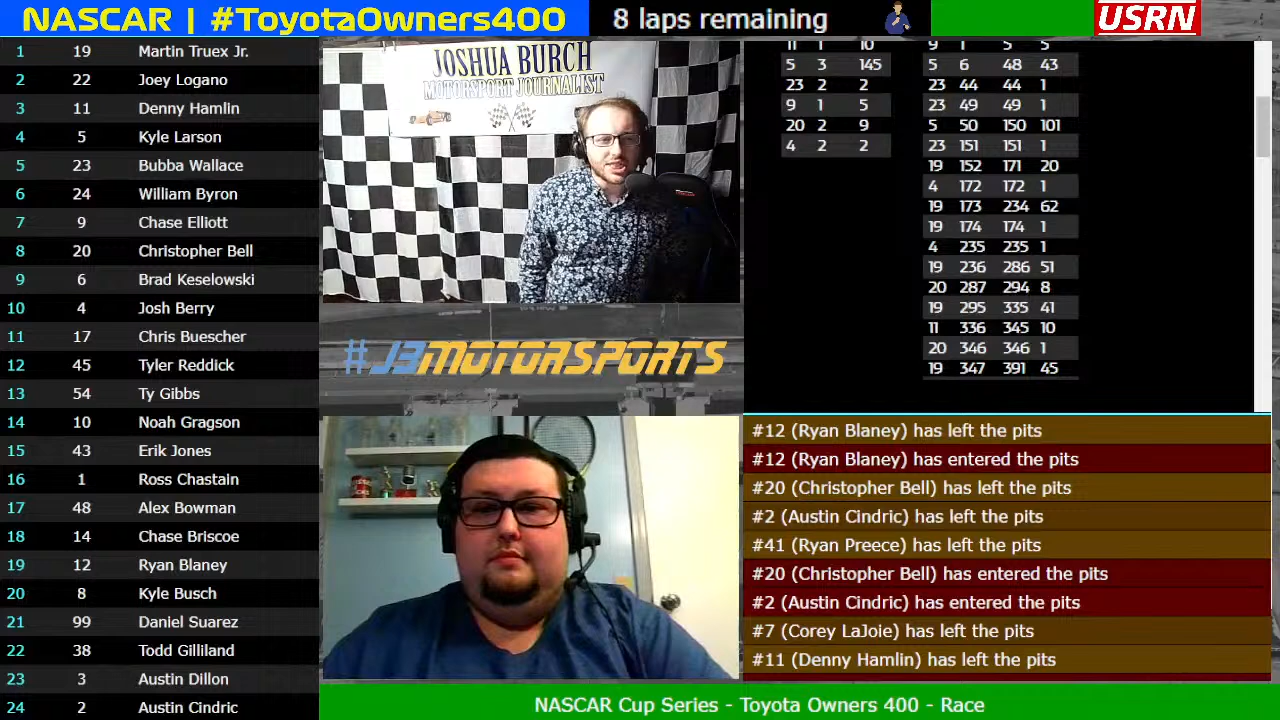 NASCAR | #ToyotaOwners400
8 laps remaining
USRN
1 19 Martin Truex Jr.
2 22 Joey Logano
3 11 Denny Hamlin
4 5 Kyle Larson
5 23 Bubba Wallace
6 24 William Byron
7 9 Chase Elliott
8 20 Christopher Bell
9 6 Brad Keselowski
10 4 Josh Berry
11 17 Chris Buescher
12 45 Tyler Reddick
13 54 Ty Gibbs
14 10 Noah Gragson
15 43 Erik Jones
16 1 Ross Chastain
17 48 Alex Bowman
18 14 Chase Briscoe
19 12 Ryan Blaney
20 8 Kyle Busch
21 99 Daniel Suarez
22 38 Todd Gilliland
23 3 Austin Dillon
24 2 Austin Cindric
JOSHUA BURCH
MOTORSPORT JOURNALIST
#JBMOTORSPORTS
11 1 10
5 3 145
23 2 2
9 1 5
20 2 9
4 2 2
9 1 5 5
5 6 48 43
23 44 44 1
23 49 49 1
5 50 150 101
23 151 151 1
19 152 171 20
4 172 172 1
19 173 234 62
19 174 174 1
4 235 235 1
19 236 286 51
20 287 294 8
19 295 335 41
11 336 345 10
20 346 346 1
19 347 391 45
#12 (Ryan Blaney) has left the pits
#12 (Ryan Blaney) has entered the pits
#20 (Christopher Bell) has left the pits
#2 (Austin Cindric) has left the pits
#41 (Ryan Preece) has left the pits
#20 (Christopher Bell) has entered the pits
#2 (Austin Cindric) has entered the pits
#7 (Corey LaJoie) has left the pits
#11 (Denny Hamlin) has left the pits
NASCAR Cup Series - Toyota Owners 400 - Race